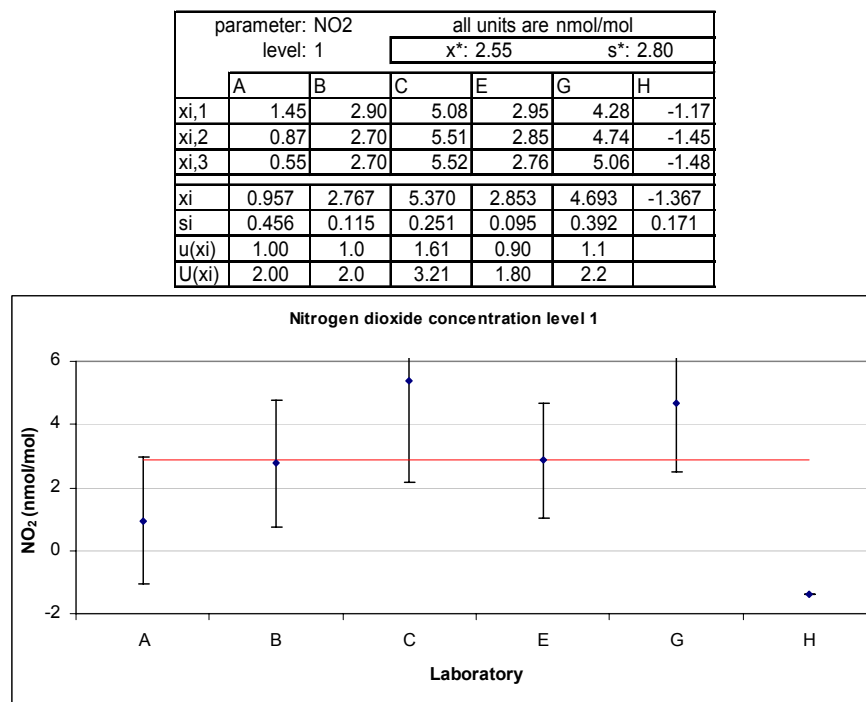 parameter: NO2 all units are nmol/mol
level: 1 x*: 2.55 s*: 2.80
A B C E G H
xi,1 1.45 2.90 5.08 2.95 4.28 -1.17
xi,2 0.87 2.70 5.51 2.85 4.74 -1.45
xi,3 0.55 2.70 5.52 2.76 5.06 -1.48
xi 0.957 2.767 5.370 2.853 4.693 -1.367
si 0.456 0.115 0.251 0.095 0.392 0.171
u(xi) 1.00 1.0 1.61 0.90 1.1
U(xi) 2.00 2.0 3.21 1.80 2.2
Nitrogen dioxide concentration level 1
6
4
2
0
-2
NO₂ (nmol/mol)
A B C E G H
Laboratory